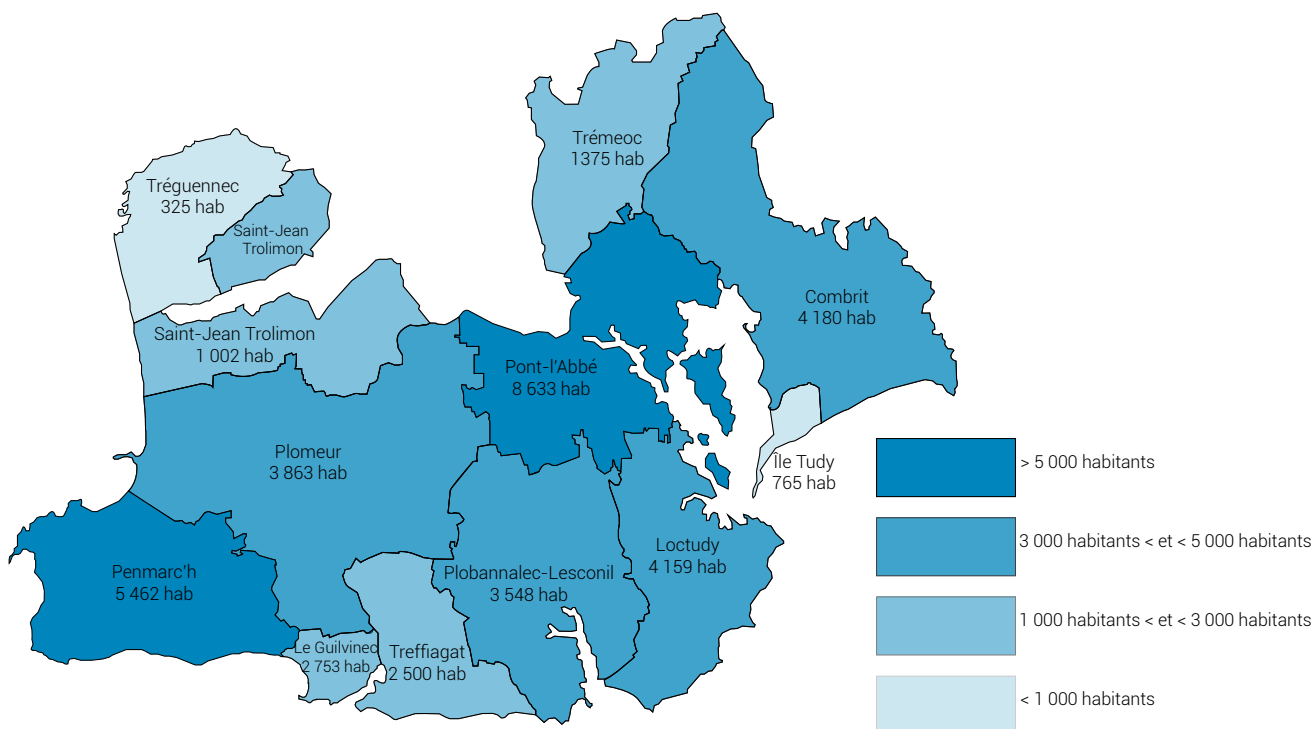 Trémeoc
1375 hab
Tréguennec
325 hab
Saint-Jean
Trolimon
Combrit
4 180 hab
Saint-Jean Trolimon
1 002 hab
Pont-l'Abbé
8 633 hab
Plomeur
3 863 hab
Île Tudy
765 hab
Loctudy
4 159 hab
Penmarc'h
5 462 hab
Plobannalec-Lesconil
3 548 hab
Le Guilvinec
2 753 hab
Treffiagat
2 500 hab
> 5 000 habitants
3 000 habitants < et < 5 000 habitants
1 000 habitants < et < 3 000 habitants
< 1 000 habitants